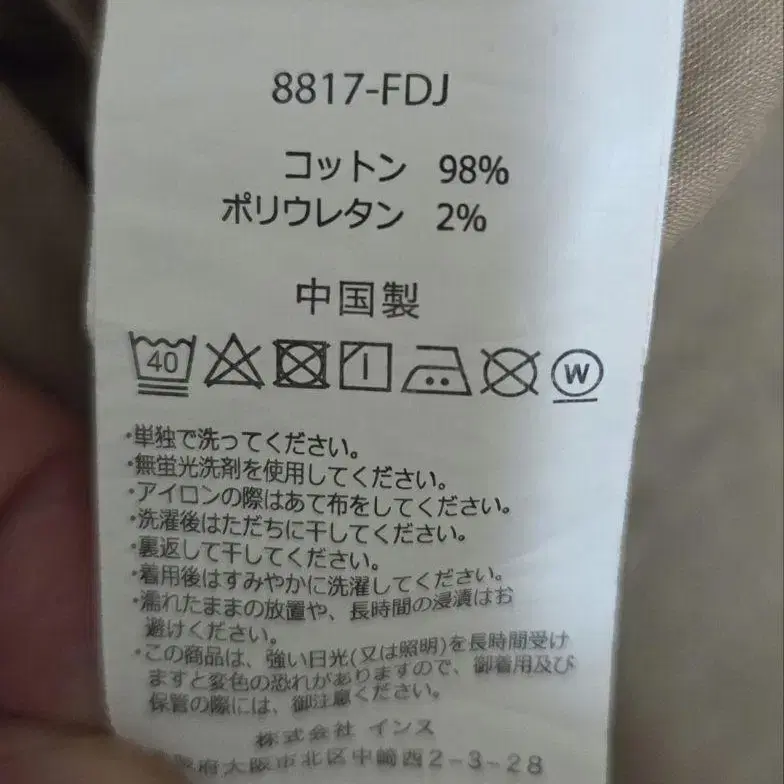 8817-FDJ
コットン 98%
ポリウレタン 2%
中国製
40 W
・単独で洗ってください。
・無蛍光洗剤を使用してください。
・アイロンの際はあて布をしてください。
・洗濯後はただちに干してください。
・裏返して干してください。
・着用後はすみやかに洗濯してください。
・濡れたままの放置や、長時間の浸漬はお
避けください。
・この商品は、強い日光(又は照明)を長時間受け
ますと変色の恐れがありますので、御着用及び
保管の際には、御注意ください。
株式会社 インス
府大阪市北区中崎西2-3-28